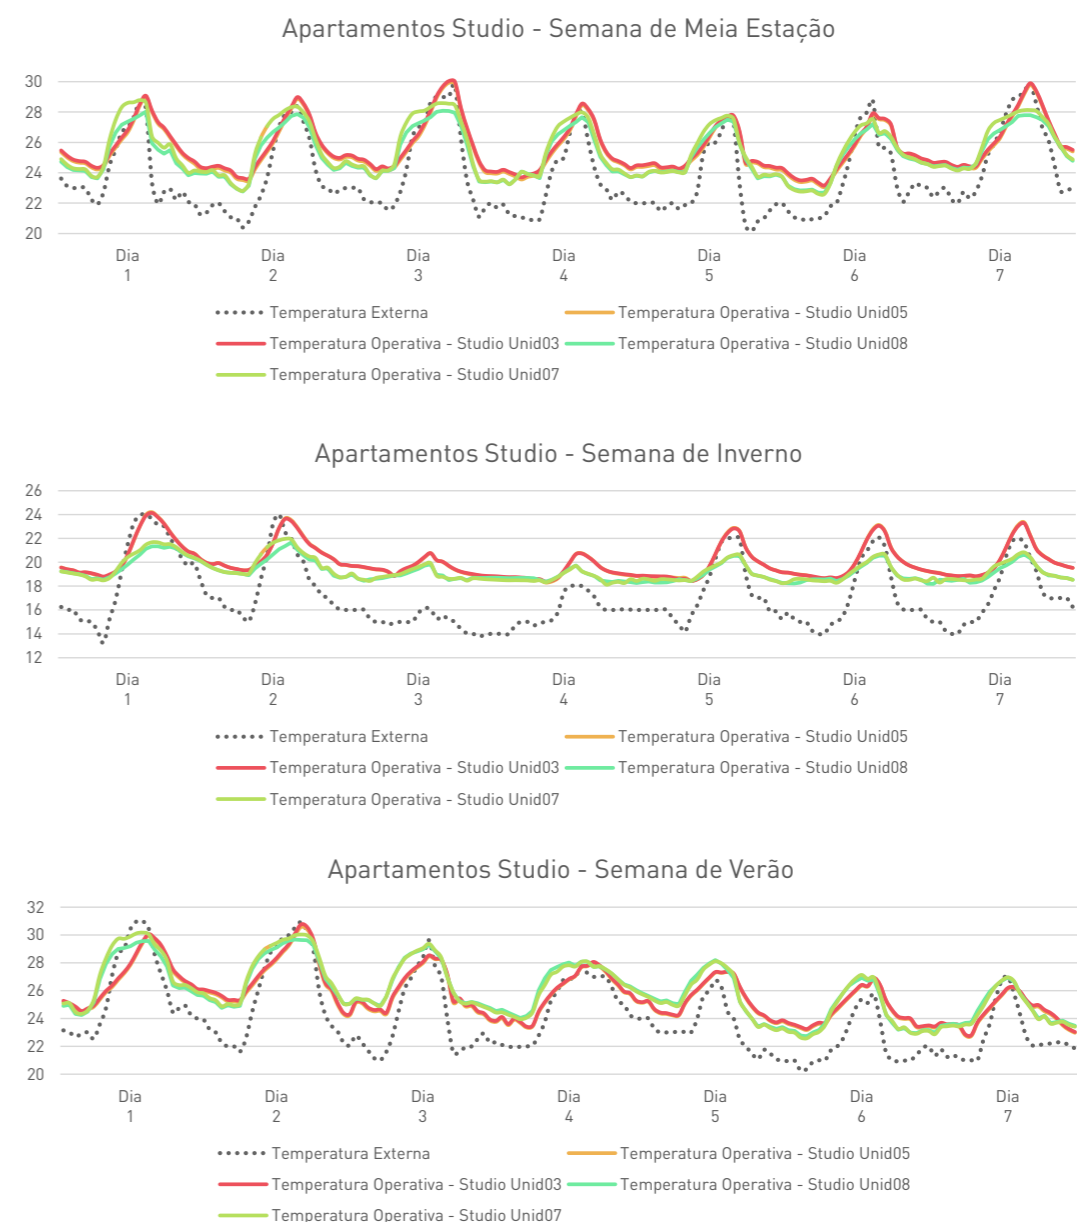 Apartamentos Studio - Semana de Meia Estação
30
28
26
24
22
20
Dia 1
Dia 2
Dia 3
Dia 4
Dia 5
Dia 6
Dia 7
Temperatura Externa
Temperatura Operativa - Studio Unid05
Temperatura Operativa - Studio Unid03
Temperatura Operativa - Studio Unid08
Temperatura Operativa - Studio Unid07
Apartamentos Studio - Semana de Inverno
26
24
22
20
18
16
14
12
Dia 1
Dia 2
Dia 3
Dia 4
Dia 5
Dia 6
Dia 7
Temperatura Externa
Temperatura Operativa - Studio Unid05
Temperatura Operativa - Studio Unid03
Temperatura Operativa - Studio Unid08
Temperatura Operativa - Studio Unid07
Apartamentos Studio - Semana de Verão
32
30
28
26
24
22
20
Dia 1
Dia 2
Dia 3
Dia 4
Dia 5
Dia 6
Dia 7
Temperatura Externa
Temperatura Operativa - Studio Unid05
Temperatura Operativa - Studio Unid03
Temperatura Operativa - Studio Unid08
Temperatura Operativa - Studio Unid07